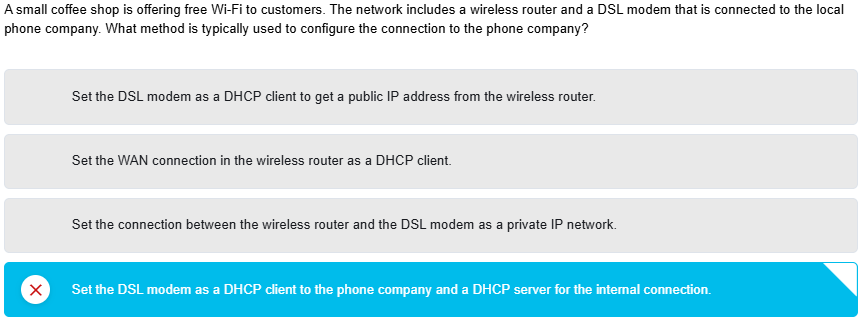 A small coffee shop is offering free Wi-Fi to customers. The network includes a wireless router and a DSL modem that is connected to the local
phone company. What method is typically used to configure the connection to the phone company?
Set the DSL modem as a DHCP client to get a public IP address from the wireless router.
Set the WAN connection in the wireless router as a DHCP client.
Set the connection between the wireless router and the DSL modem as a private IP network.
Set the DSL modem as a DHCP client to the phone company and a DHCP server for the internal connection.